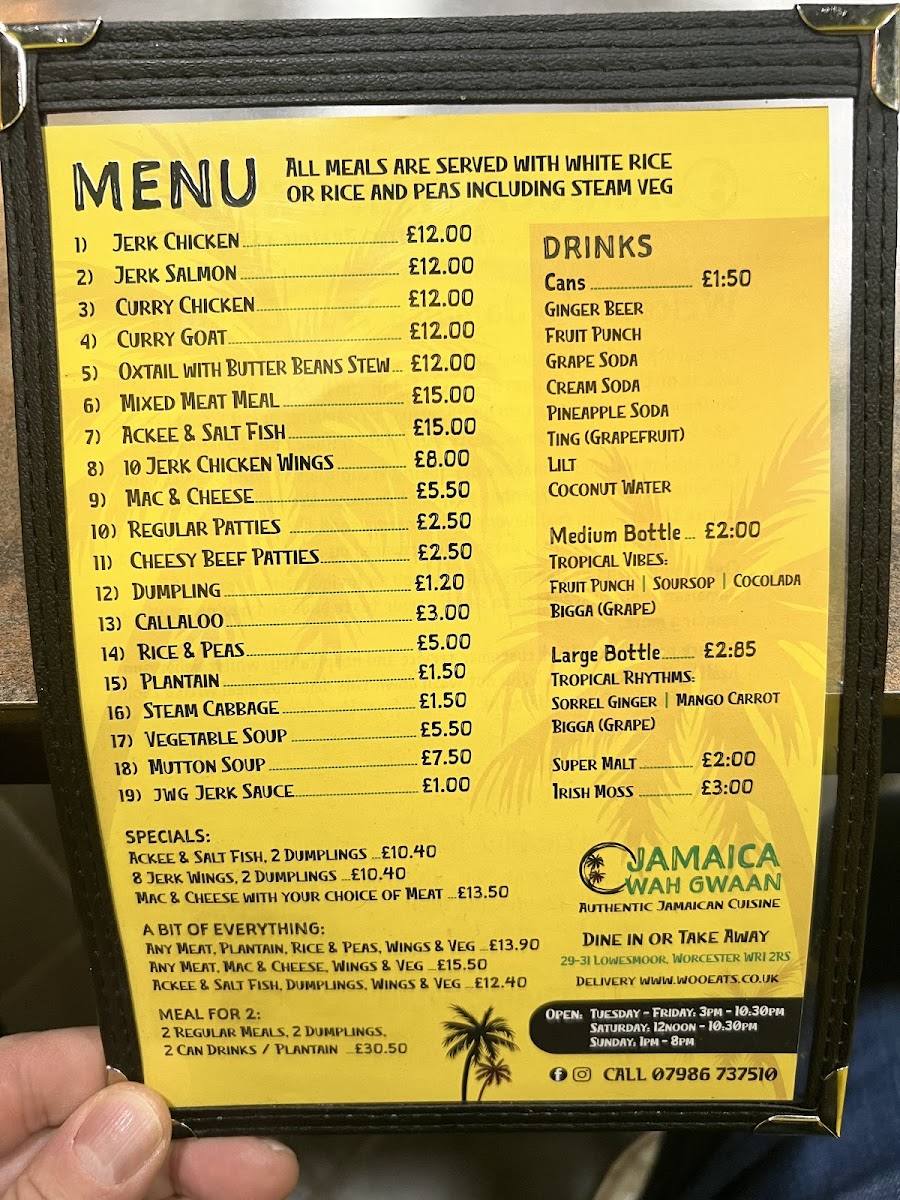 MENU
ALL MEALS ARE SERVED WITH WHITE RICE
OR RICE AND PEAS INCLUDING STEAM VEG
1) JERK CHICKEN £12.00
2) JERK SALMON £12.00
3) CURRY CHICKEN £12.00
4) CURRY GOAT £12.00
5) OXTAIL WITH BUTTER BEANS STEW £12.00
6) MIXED MEAT MEAL £15.00
7) ACKEE & SALT FISH £15.00
8) 10 JERK CHICKEN WINGS £8.00
9) MAC & CHEESE £5.50
10) REGULAR PATTIES £2.50
11) CHEESY BEEF PATTIES £2.50
12) DUMPLING £1.20
13) CALLALOO £3.00
14) RICE & PEAS £5.00
15) PLANTAIN £1.50
16) STEAM CABBAGE £1.50
17) VEGETABLE SOUP £5.50
18) MUTTON SOUP £7.50
19) JWG JERK SAUCE £1.00
SPECIALS:
ACKEE & SALT FISH, 2 DUMPLINGS ...£10.40
8 JERK WINGS, 2 DUMPLINGS ...£10.40
MAC & CHEESE WITH YOUR CHOICE OF MEAT ...£13.50
A BIT OF EVERYTHING:
ANY MEAT, PLANTAIN, RICE & PEAS, WINGS & VEG ...£13.90
ANY MEAT, MAC & CHEESE, WINGS & VEG ...£15.50
ACKEE & SALT FISH, DUMPLINGS, WINGS & VEG ...£12.40
MEAL FOR 2:
2 REGULAR MEALS, 2 DUMPLINGS,
2 CAN DRINKS / PLANTAIN ...£30.50
DRINKS
Cans £1:50
GINGER BEER
FRUIT PUNCH
GRAPE SODA
CREAM SODA
PINEAPPLE SODA
TING (GRAPEFRUIT)
LILT
COCONUT WATER
Medium Bottle... £2:00
TROPICAL VIBES:
FRUIT PUNCH | SOURSOP | COCOLADA
BIGGA (GRAPE)
Large Bottle £2:85
TROPICAL RHYTHMS:
SORREL GINGER | MANGO CARROT
BIGGA (GRAPE)
SUPER MALT £2:00
IRISH MOSS £3:00
JAMAICA
WAH GWAAN
AUTHENTIC JAMAICAN CUISINE
DINE IN OR TAKE AWAY
29-31 LOWESMOOR, WORCESTER WR1 2RS
DELIVERY WWW.WOOEATS.CO.UK
OPEN: TUESDAY - FRIDAY: 3PM - 10:30PM
SATURDAY: 12NOON - 10:30PM
SUNDAY: 1PM - 8PM
CALL 07986 737510